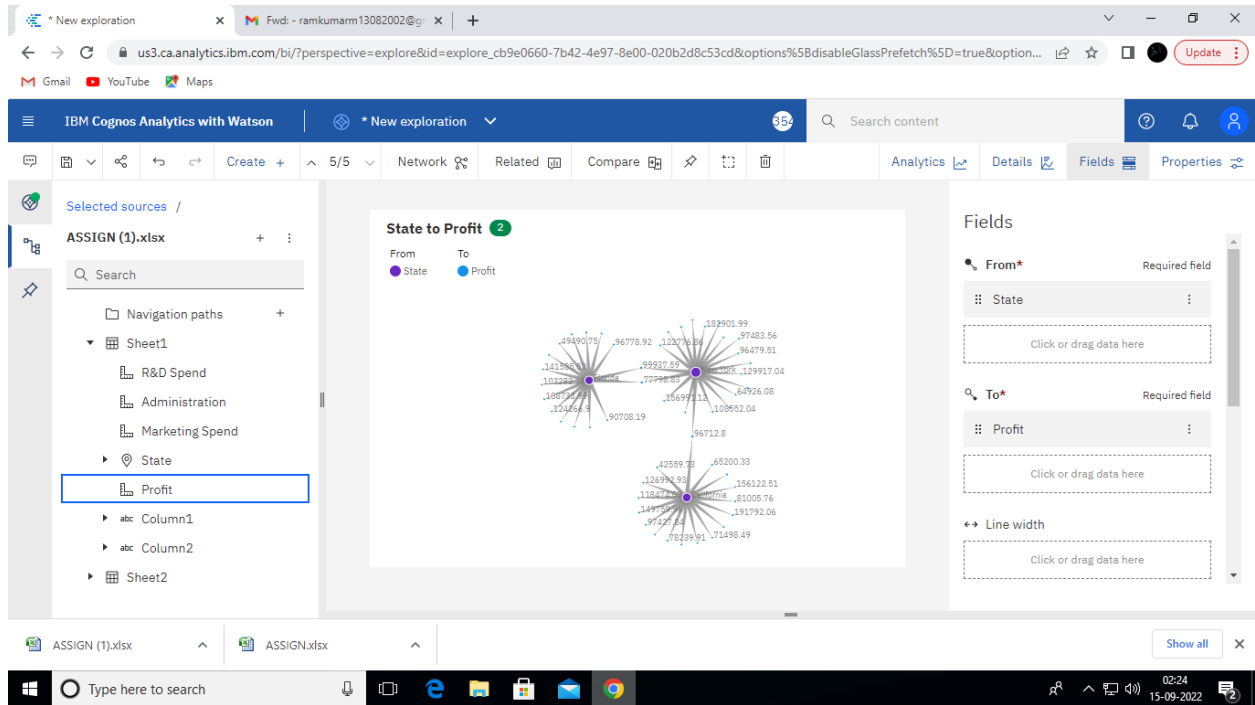 * New exploration
Fwd: - ramkumarm13082002@g
us3.ca.analytics.ibm.com/bi/?perspective=explore&id=explore_cb9e0660-7b42-4e97-8e00-020b2d8c53cd&options%5BdisableGlassPrefetch%5D=true&option...
Update
Gmail YouTube Maps
IBM Cognos Analytics with Watson
* New exploration
354
Search content
Create + 5/5 Network Related Compare
Analytics Details Fields Properties
Selected sources /
ASSIGN (1).xlsx
Search
Navigation paths
Sheet1
R&D Spend
Administration
Marketing Spend
State
Profit
abc Column1
abc Column2
Sheet2
State to Profit 2
From To
State Profit
182901.99
49490.75 96778.92
97483.56
96479.51
99937.59
129917.04
64926.08
108552.04
90708.19
96712.8
42559.73 65200.33
126992.93
156122.51
81005.76
191792.06
78239.91 71498.49
Fields
From* Required field
State
Click or drag data here
To* Required field
Profit
Click or drag data here
Line width
Click or drag data here
ASSIGN (1).xlsx
ASSIGN.xlsx
Show all
Type here to search
02:24
15-09-2022
2